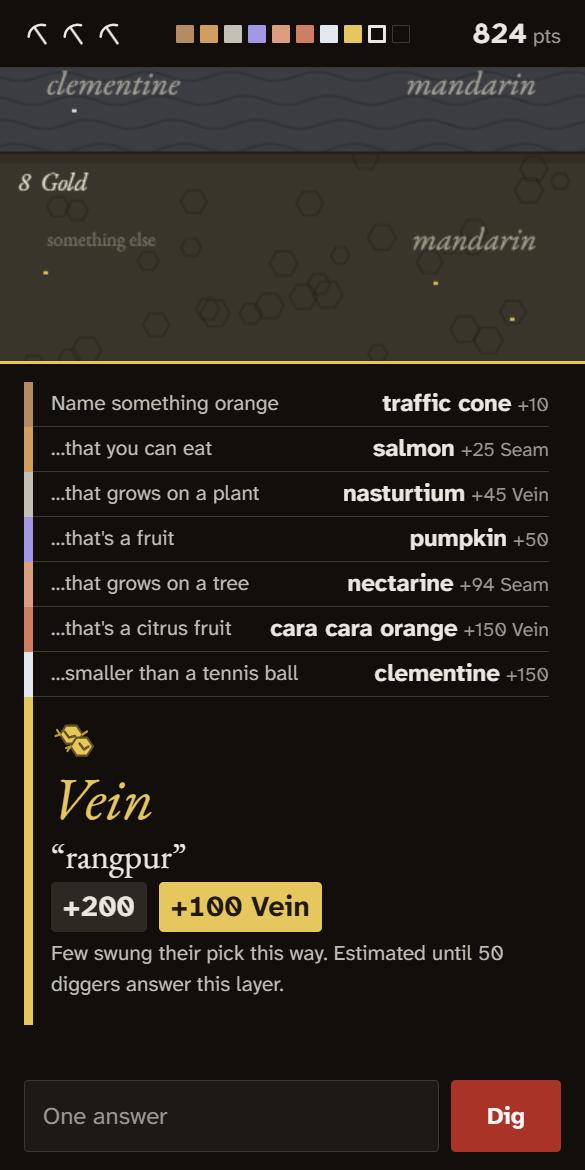 824 pts
clementine mandarin
8 Gold
something else mandarin
Name something orange traffic cone +10
...that you can eat salmon +25 Seam
...that grows on a plant nasturtium +45 Vein
...that's a fruit pumpkin +50
...that grows on a tree nectarine +94 Seam
...that's a citrus fruit cara cara orange +150 Vein
...smaller than a tennis ball clementine +150
Vein
“rangpur”
+200 +100 Vein
Few swung their pick this way. Estimated until 50
diggers answer this layer.
One answer Dig